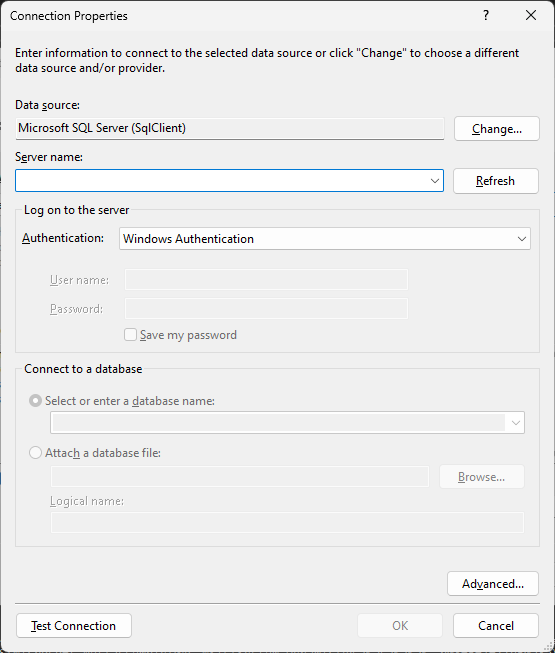 Connection Properties
?
Enter information to connect to the selected data source or click "Change" to choose a different
data source and/or provider.
Data source:
Microsoft SQL Server (SqlClient)
Change...
Server name:
Refresh
Log on to the server
Authentication:
Windows Authentication
User name:
Password:
Save my password
Connect to a database
Select or enter a database name:
Attach a database file:
Browse...
Logical name:
Advanced...
Test Connection
OK
Cancel